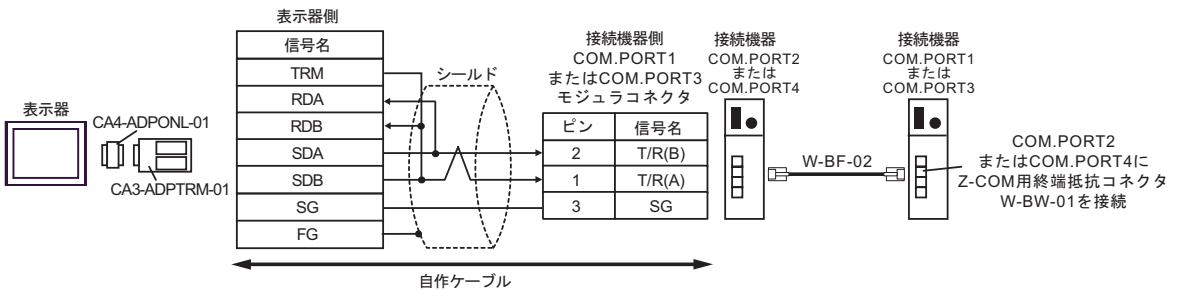 表示器
CA4-ADPONL-01
CA3-ADPTRM-01
表示器側
信号名
TRM
RDA
RDB
SDA
SDB
SG
FG
シールド
自作ケーブル
接続機器側
COM.PORT1
またはCOM.PORT3
モジュラコネクタ
ピン 信号名
2 T/R(B)
1 T/R(A)
3 SG
接続機器
COM.PORT2
または
COM.PORT4
W-BF-02
接続機器
COM.PORT1
または
COM.PORT3
COM.PORT2
またはCOM.PORT4に
Z-COM用終端抵抗コネクタ
W-BW-01を接続